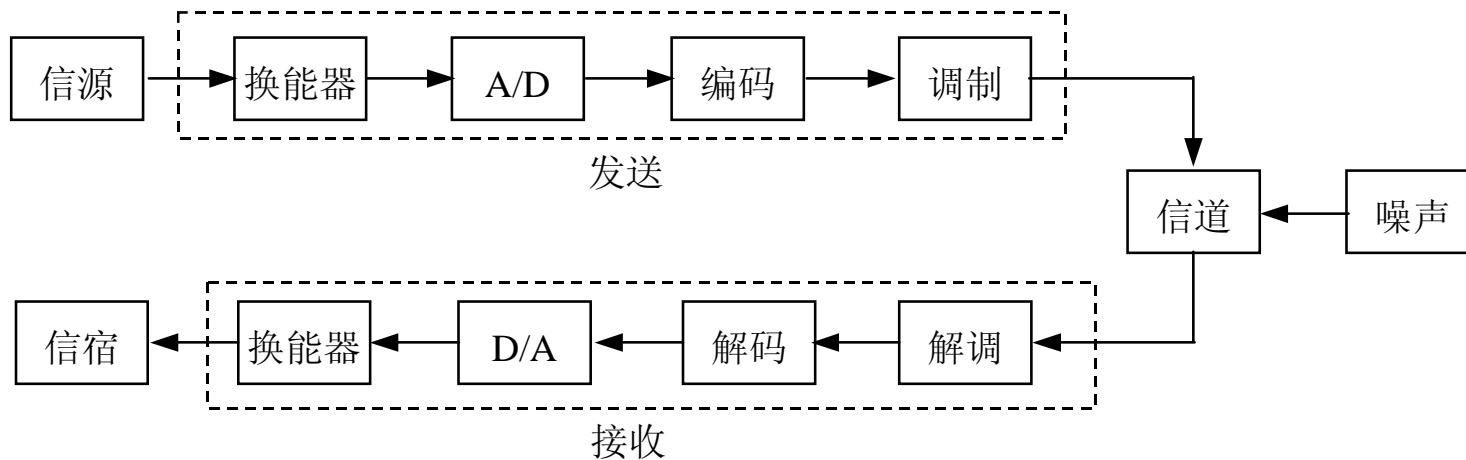 信源
换能器
A/D
编码
调制
发送
信道
噪声
信宿
换能器
D/A
解码
解调
接收